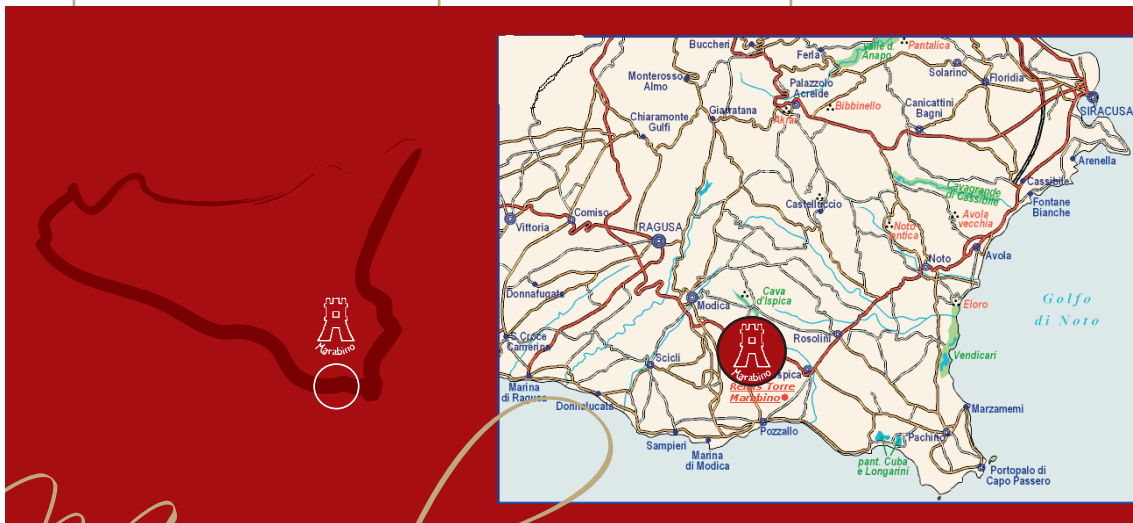 Marabino
Buccheri
Ferla
valle d.
Anapo
Pantalica
Solarino
Floridia
Monterosso
Almo
Palazzolo
Acreide
SIRACUSA
Giarratana
Akrai
Bibbinello
Canicattini
Bagni
Chiaramonte
Gulfi
Arenella
Cassibile
Cavagrande
di Cassibile
Fontane
Bianche
Castelluccio
Vittoria
Comiso
RAGUSA
Noto
antica
Avola
vecchia
Noto
Avola
Donnafugata
Modica
Cava
d'Ispica
Eloro
Golfo
di Noto
S.Croce
Camerina
Rosolini
Marabino
Vendicari
Scicli
spica
Marina
di Ragusa
Relais Torre
Marabino
Donnalucata
Marzamemi
Sampieri
Marina
di Modica
Pozzallo
Pachino
pant. Cuba
e Longarini
Portopalo di
Capo Passero